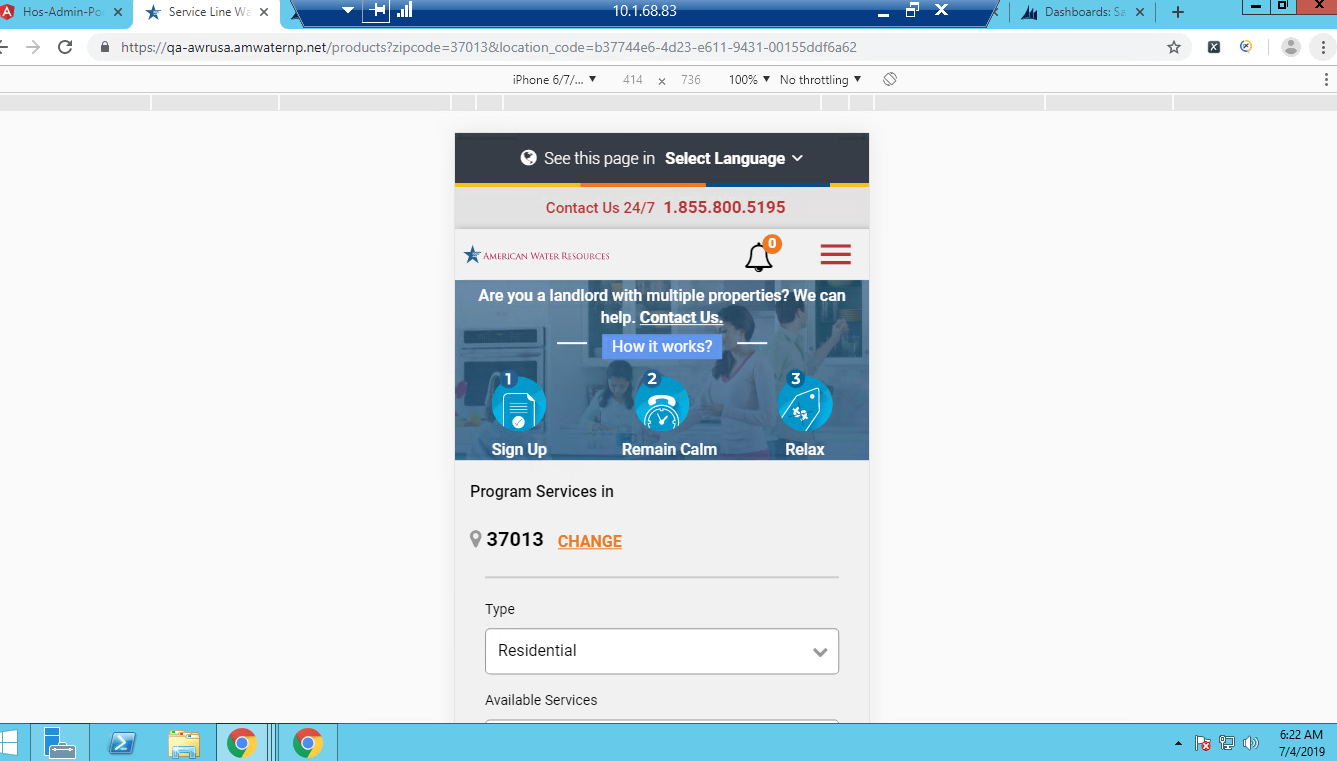 Hos-Admin-Po
Service Line Wa
10.1.68.83
Dashboards: Sa
https://qa-awrusa.amwaternp.net/products?zipcode=37013&location_code=b37744e6-4d23-e611-9431-00155ddf6a62
iPhone 6/7/... 414 736 100% No throttling
See this page in Select Language
Contact Us 24/7 1.855.800.5195
AMERICAN WATER RESOURCES
0
Are you a landlord with multiple properties? We can
help. Contact Us.
How it works?
1 2 3
Sign Up Remain Calm Relax
Program Services in
37013 CHANGE
Type
Residential
Available Services
6:22 AM
7/4/2019